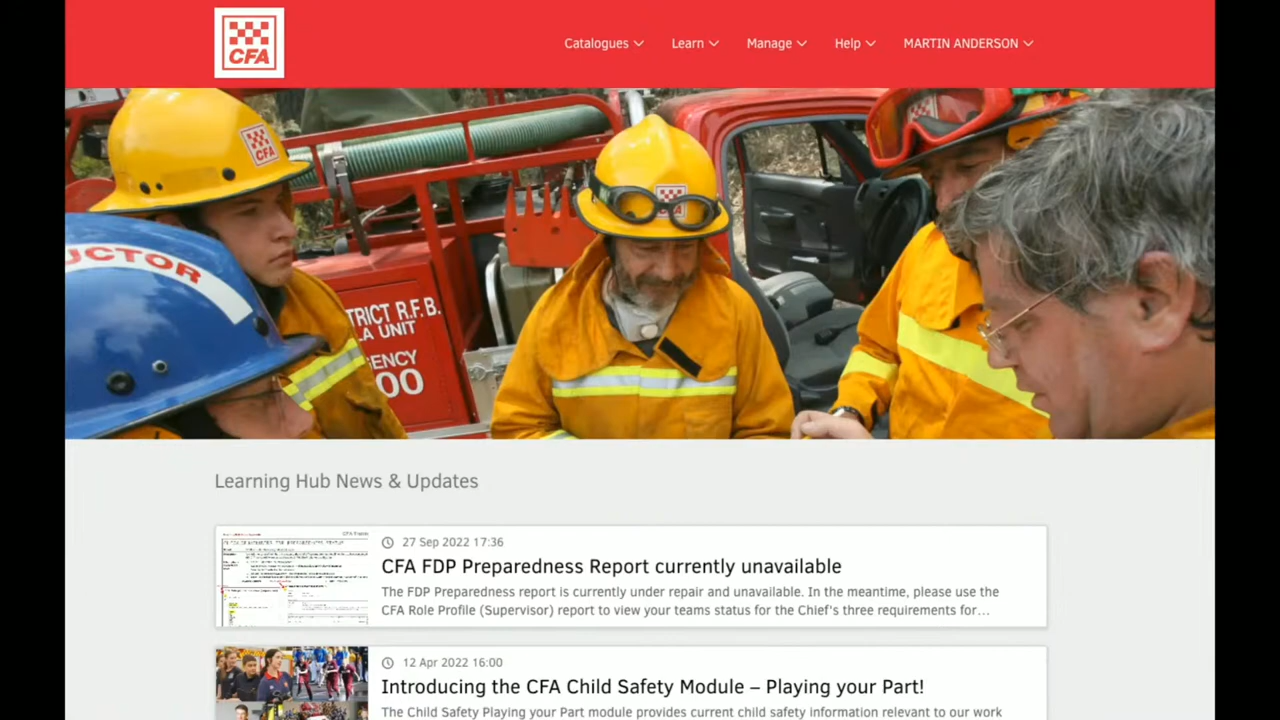 CFA
Catalogues
Learn
Manage
Help
MARTIN ANDERSON
CFA
UCTOR
TRICT R.F.B.
LA UNIT
ENCY
00
Learning Hub News & Updates
27 Sep 2022 17:36
CFA FDP Preparedness Report currently unavailable
The FDP Preparedness report is currently under repair and unavailable. In the meantime, please use the
CFA Role Profile (Supervisor) report to view your teams status for the Chief's three requirements for…
12 Apr 2022 16:00
Introducing the CFA Child Safety Module – Playing your Part!
The Child Safety Playing your Part module provides current child safety information relevant to our work